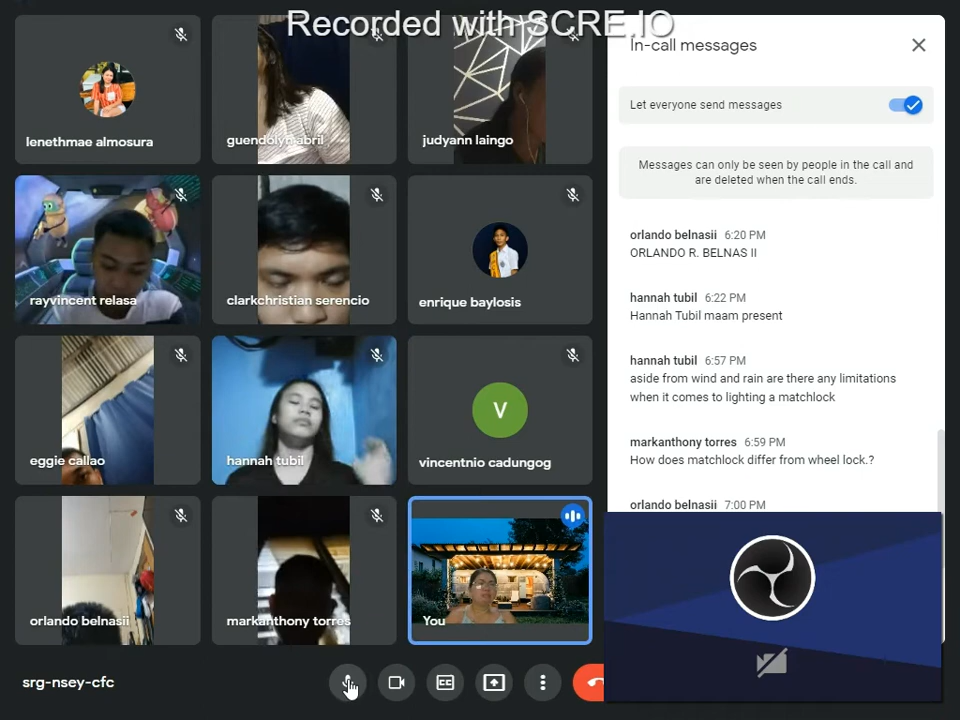 Recorded with SCRE.IO
lenethmae almosura
guendolyn abril
judyann laingo
rayvincent relasa
clarkchristian serencio
enrique baylosis
eggie callao
hannah tubil
vincentnio cadungog
V
orlando belnasii
markanthony torres
You
srg-nsey-cfc
In-call messages
Let everyone send messages
Messages can only be seen by people in the call and
are deleted when the call ends.
orlando belnasii 6:20 PM
ORLANDO R. BELNAS II
hannah tubil 6:22 PM
Hannah Tubil maam present
hannah tubil 6:57 PM
aside from wind and rain are there any limitations
when it comes to lighting a matchlock
markanthony torres 6:59 PM
How does matchlock differ from wheel lock.?
orlando belnasii 7:00 PM